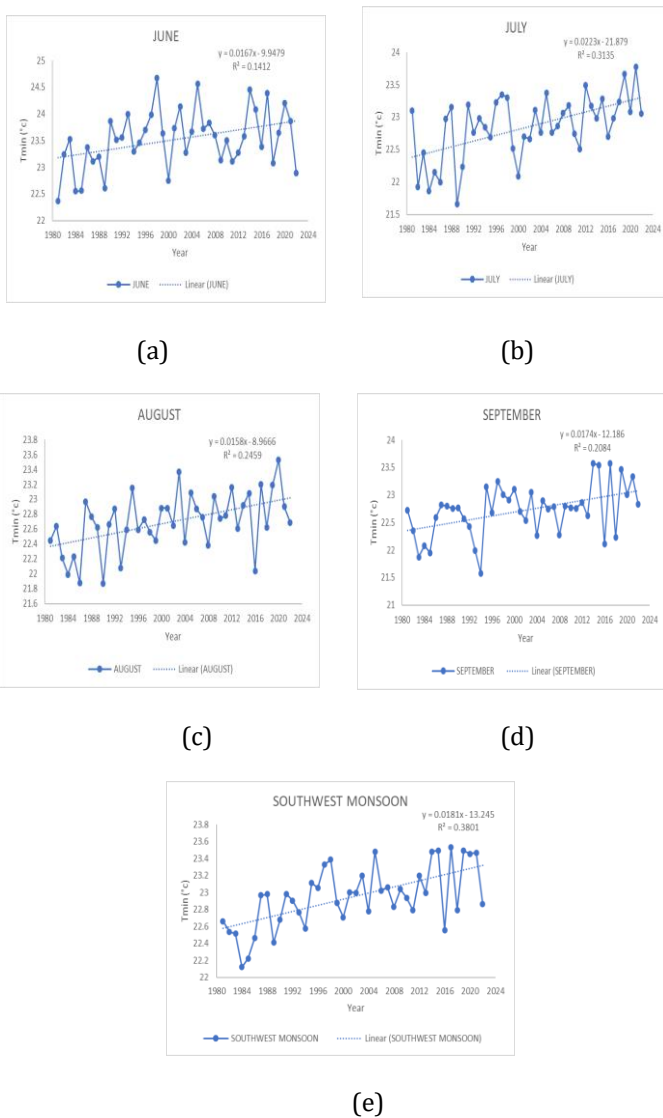 JUNE
y = 0.0167x - 9.9479
R² = 0.1412
Tmin (°c)
25
24.5
24
23.5
23
22.5
22
1980 1984 1988 1992 1996 2000 2004 2008 2012 2016 2020 2024
Year
JUNE Linear (JUNE)
(a)
JULY
y = 0.0223x - 21.879
R² = 0.3135
Tmin (°c)
24
23.5
23
22.5
22
21.5
1980 1984 1988 1992 1996 2000 2004 2008 2012 2016 2020 2024
Year
JULY Linear (JULY)
(b)
AUGUST
y = 0.0158x - 8.9666
R² = 0.2459
Tmin (°c)
23.8
23.6
23.4
23.2
23
22.8
22.6
22.4
22.2
22
21.8
21.6
1980 1984 1988 1992 1996 2000 2004 2008 2012 2016 2020 2024
Year
AUGUST Linear (AUGUST)
(c)
SEPTEMBER
y = 0.0174x - 12.186
R² = 0.2084
Tmin (°c)
24
23.5
23
22.5
22
21.5
21
1980 1984 1988 1992 1996 2000 2004 2008 2012 2016 2020 2024
Year
SEPTEMBER Linear (SEPTEMBER)
(d)
SOUTHWEST MONSOON
y = 0.0181x - 13.245
R² = 0.3801
Tmin (°c)
23.8
23.6
23.4
23.2
23
22.8
22.6
22.4
22.2
22
1980 1984 1988 1992 1996 2000 2004 2008 2012 2016 2020 2024
Year
SOUTHWEST MONSOON Linear (SOUTHWEST MONSOON)
(e)